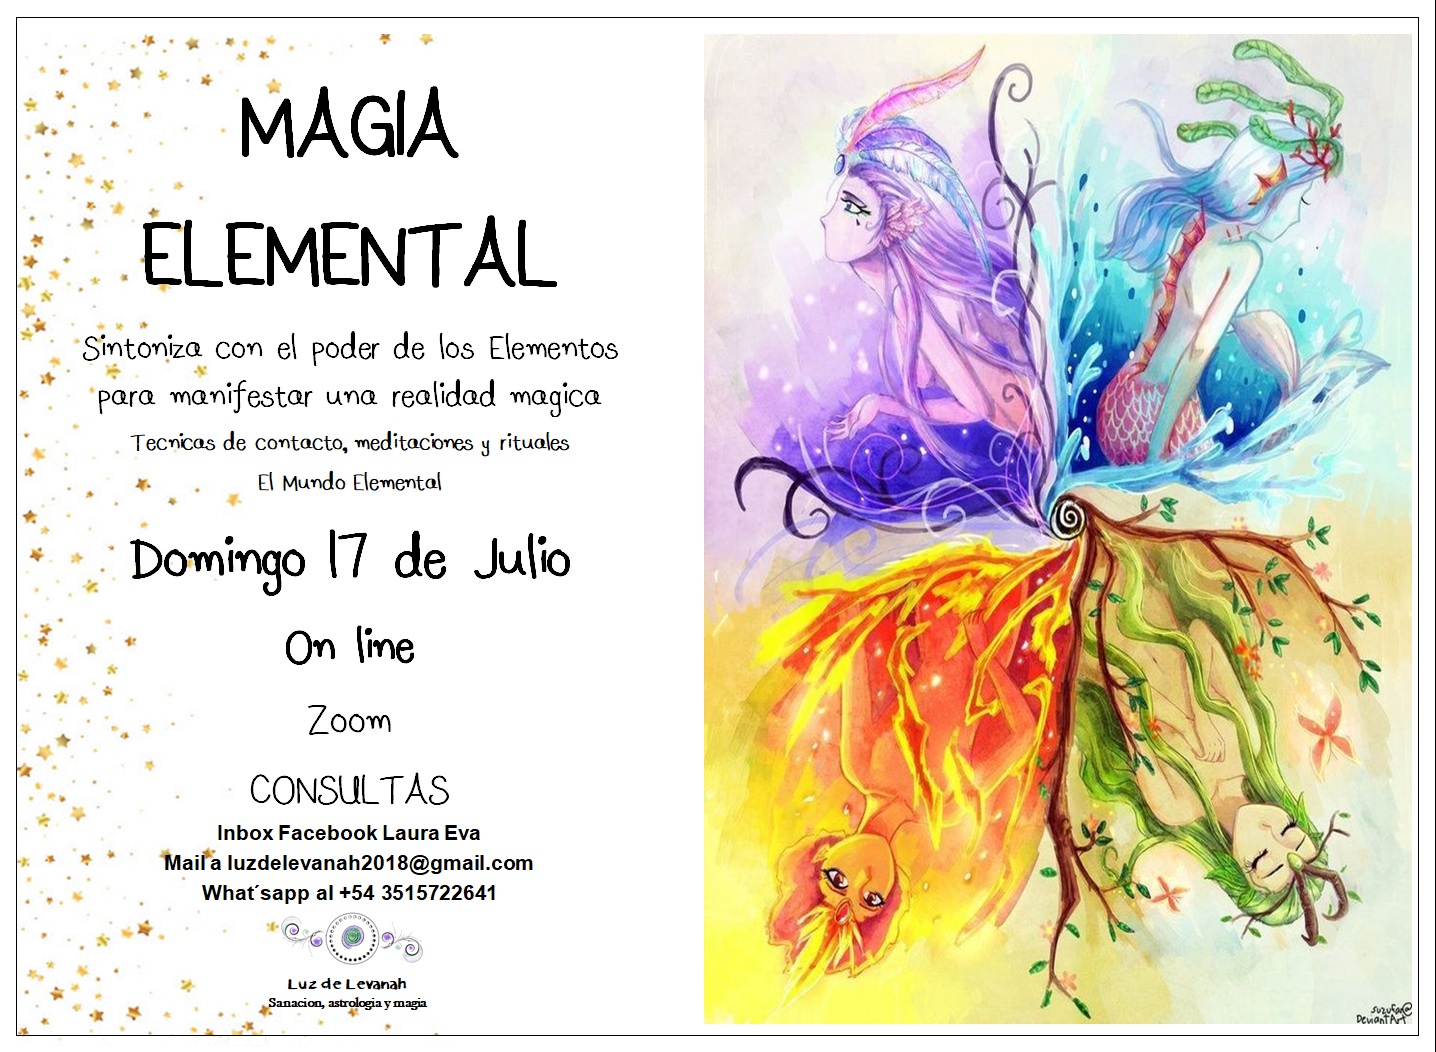 MAGIA
ELEMENTAL
Sintoniza con el poder de los Elementos
para manifestar una realidad magica
Tecnicas de contacto, meditaciones y rituales
El Mundo Elemental
Domingo 17 de Julio
On line
Zoom
CONSULTAS
Inbox Facebook Laura Eva
Mail a luzdelevanah2018@gmail.com
What´sapp al +54 3515722641
Luz de Levanah
Sanacion, astrologia y magia
DeviantArt